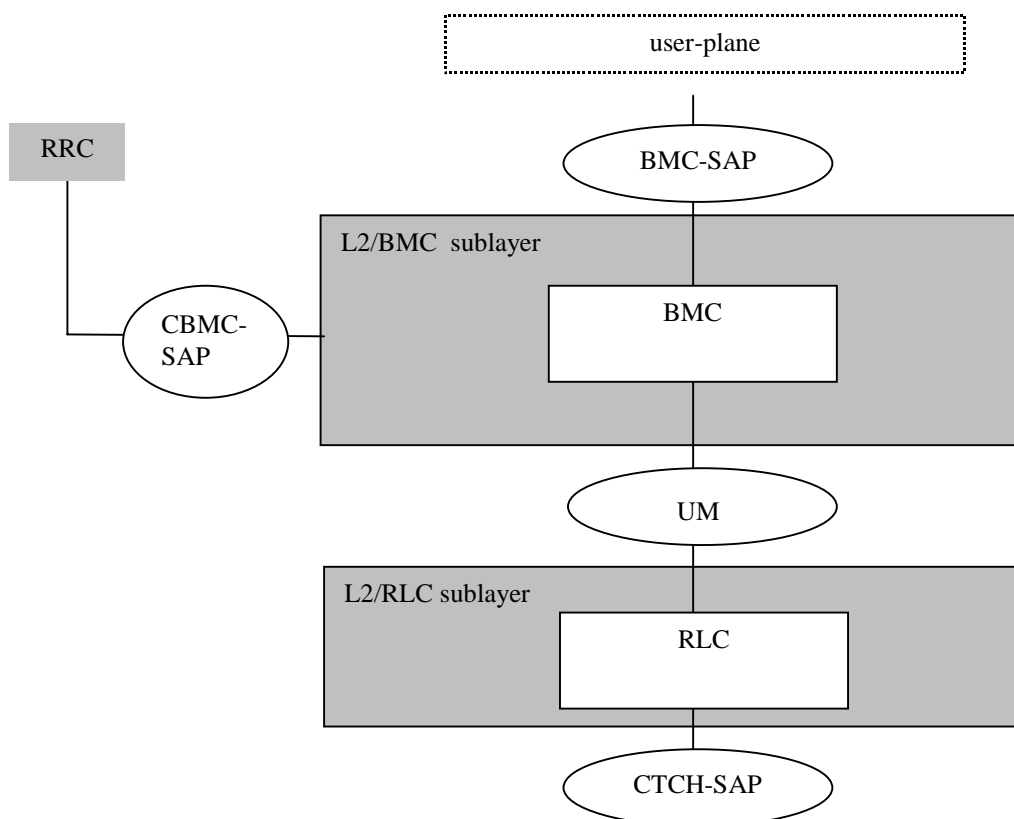 user-plane
RRC
BMC-SAP
L2/BMC sublayer
BMC
CBMC-
SAP
UM
L2/RLC sublayer
RLC
CTCH-SAP